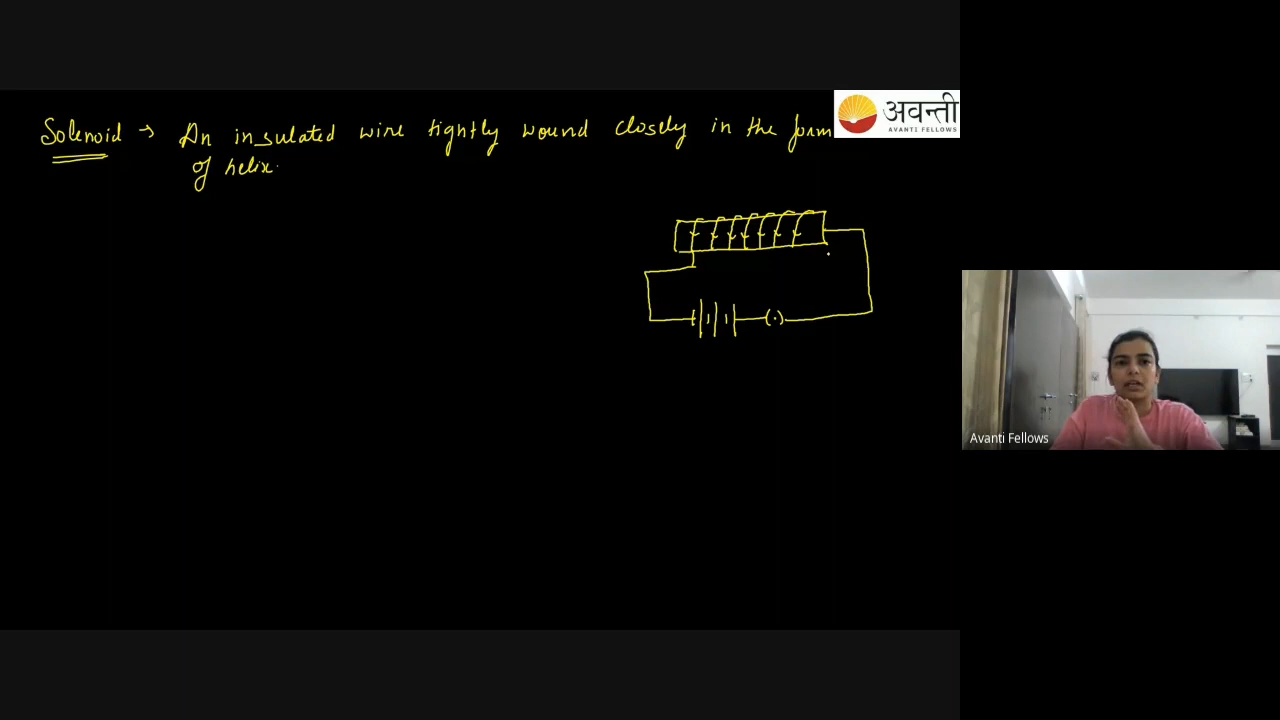 Solenoid → An insulated wire tightly wound closely in the form
of helix.
अवन्ती
AVANTI FELLOWS
Avanti Fellows